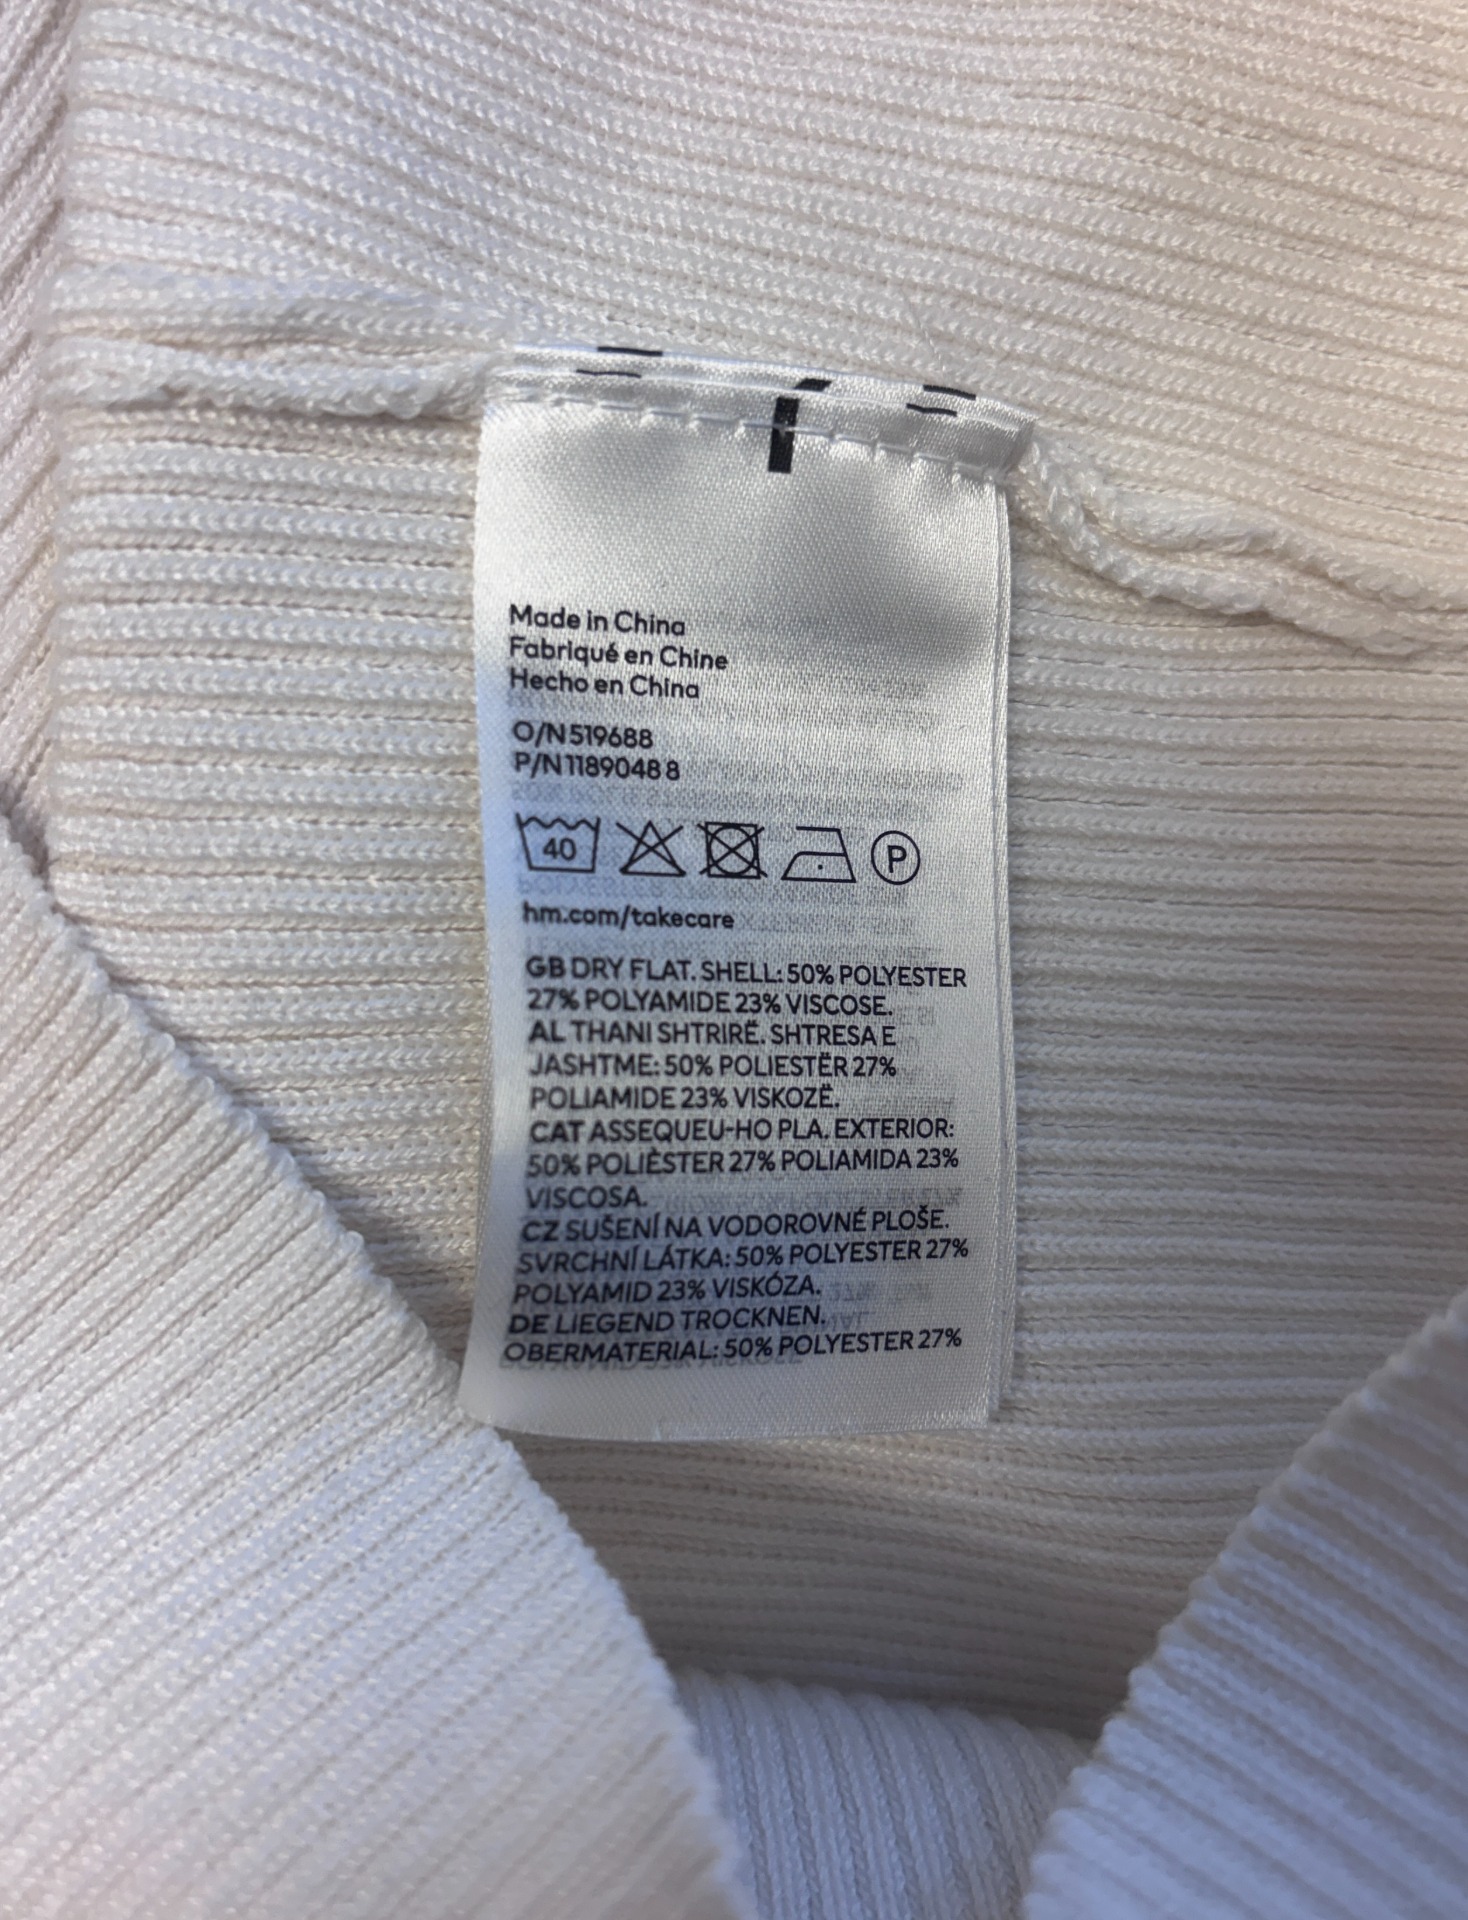 Made in China
Fabriqué en Chine
Hecho en China
O/N 519688
P/N 1189048 8
40
P
hm.com/takecare
GB DRY FLAT. SHELL: 50% POLYESTER
27% POLYAMIDE 23% VISCOSE.
AL THANI SHTRIRË. SHTRESA E
JASHTME: 50% POLIESTËR 27%
POLIAMIDE 23% VISKOZË.
CAT ASSEQUEU-HO PLA. EXTERIOR:
50% POLIÈSTER 27% POLIAMIDA 23%
VISCOSA.
CZ SUŠENÍ NA VODOROVNÉ PLOŠE.
SVRCHNÍ LÁTKA: 50% POLYESTER 27%
POLYAMID 23% VISKÓZA.
DE LIEGEND TROCKNEN.
OBERMATERIAL: 50% POLYESTER 27%